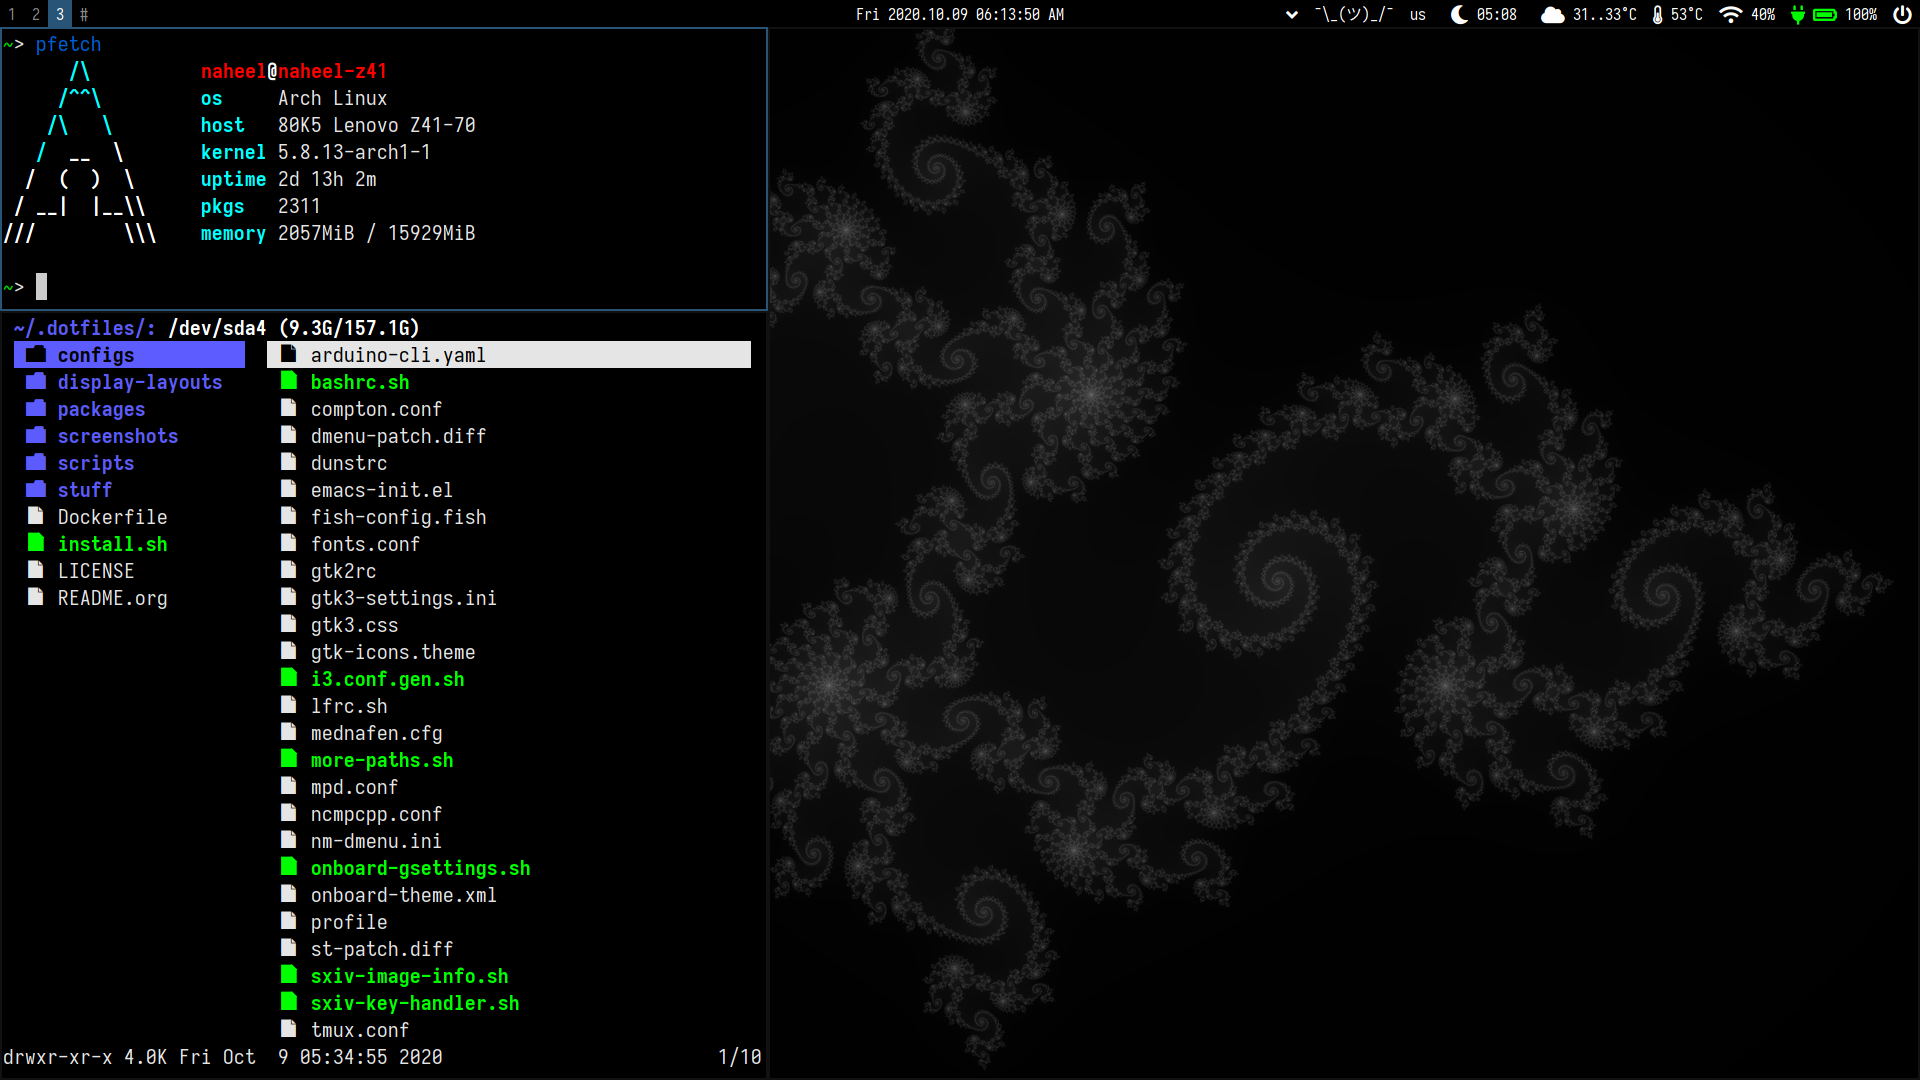 1 2 3 # Fri 2020.10.09 06:13:50 AM ¯\_(ツ)_/¯ us 05:08 31..33°C 53°C 40% 100%
~> pfetch
/\ naheel@naheel-z41
/^^\ os Arch Linux
/\ \ host 80K5 Lenovo Z41-70
/ __ \ kernel 5.8.13-arch1-1
/ ( ) \ uptime 2d 13h 2m
/ __| |__\\ pkgs 2311
/// \\\ memory 2057MiB / 15929MiB
~>
~/.dotfiles/: /dev/sda4 (9.3G/157.1G)
configs
display-layouts
packages
screenshots
scripts
stuff
Dockerfile
install.sh
LICENSE
README.org
arduino-cli.yaml
bashrc.sh
compton.conf
dmenu-patch.diff
dunstrc
emacs-init.el
fish-config.fish
fonts.conf
gtk2rc
gtk3-settings.ini
gtk3.css
gtk-icons.theme
i3.conf.gen.sh
lfrc.sh
mednafen.cfg
more-paths.sh
mpd.conf
ncmpcpp.conf
nm-dmenu.ini
onboard-gsettings.sh
onboard-theme.xml
profile
st-patch.diff
sxiv-image-info.sh
sxiv-key-handler.sh
tmux.conf
drwxr-xr-x 4.0K Fri Oct  9 05:34:55 2020 1/10